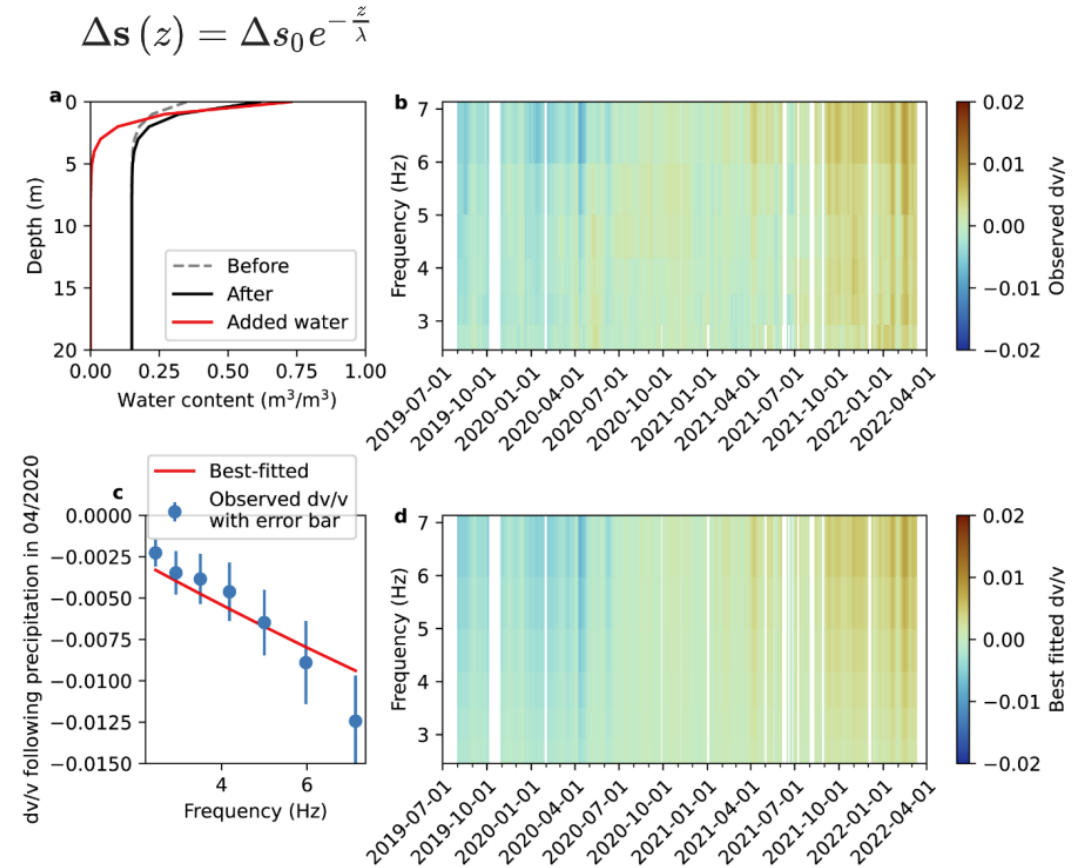 Δs (z) = Δs₀e^{-z/λ}
a
0
5
10
15
20
Depth (m)
Before
After
Added water
0.00 0.25 0.50 0.75 1.00
Water content (m³/m³)
b
7
6
5
4
3
Frequency (Hz)
2019-07-01
2019-10-01
2020-01-01
2020-04-01
2020-07-01
2020-10-01
2021-01-01
2021-04-01
2021-07-01
2021-10-01
2022-01-01
2022-04-01
0.02
0.01
0.00
−0.01
−0.02
Observed dv/v
c
Best-fitted
Observed dv/v
with error bar
0.0000
−0.0025
−0.0050
−0.0075
−0.0100
−0.0125
−0.0150
dv/v following precipitation in 04/2020
4 6
Frequency (Hz)
d
7
6
5
4
3
Frequency (Hz)
2019-07-01
2019-10-01
2020-01-01
2020-04-01
2020-07-01
2020-10-01
2021-01-01
2021-04-01
2021-07-01
2021-10-01
2022-01-01
2022-04-01
0.02
0.01
0.00
−0.01
−0.02
Best fitted dv/v